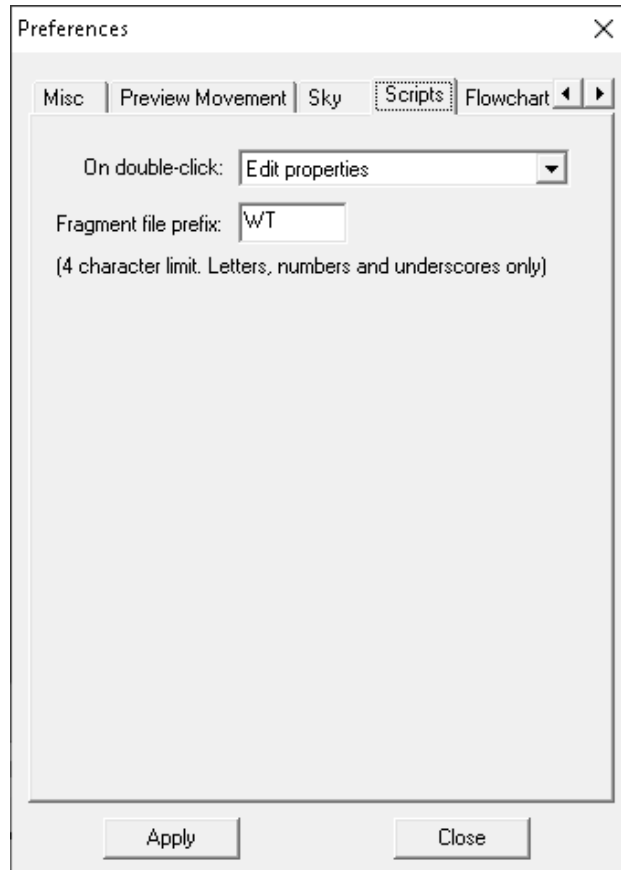 Preferences
Misc Preview Movement Sky Scripts Flowchart
On double-click: Edit properties
Fragment file prefix: WT
(4 character limit. Letters, numbers and underscores only)
Apply Close